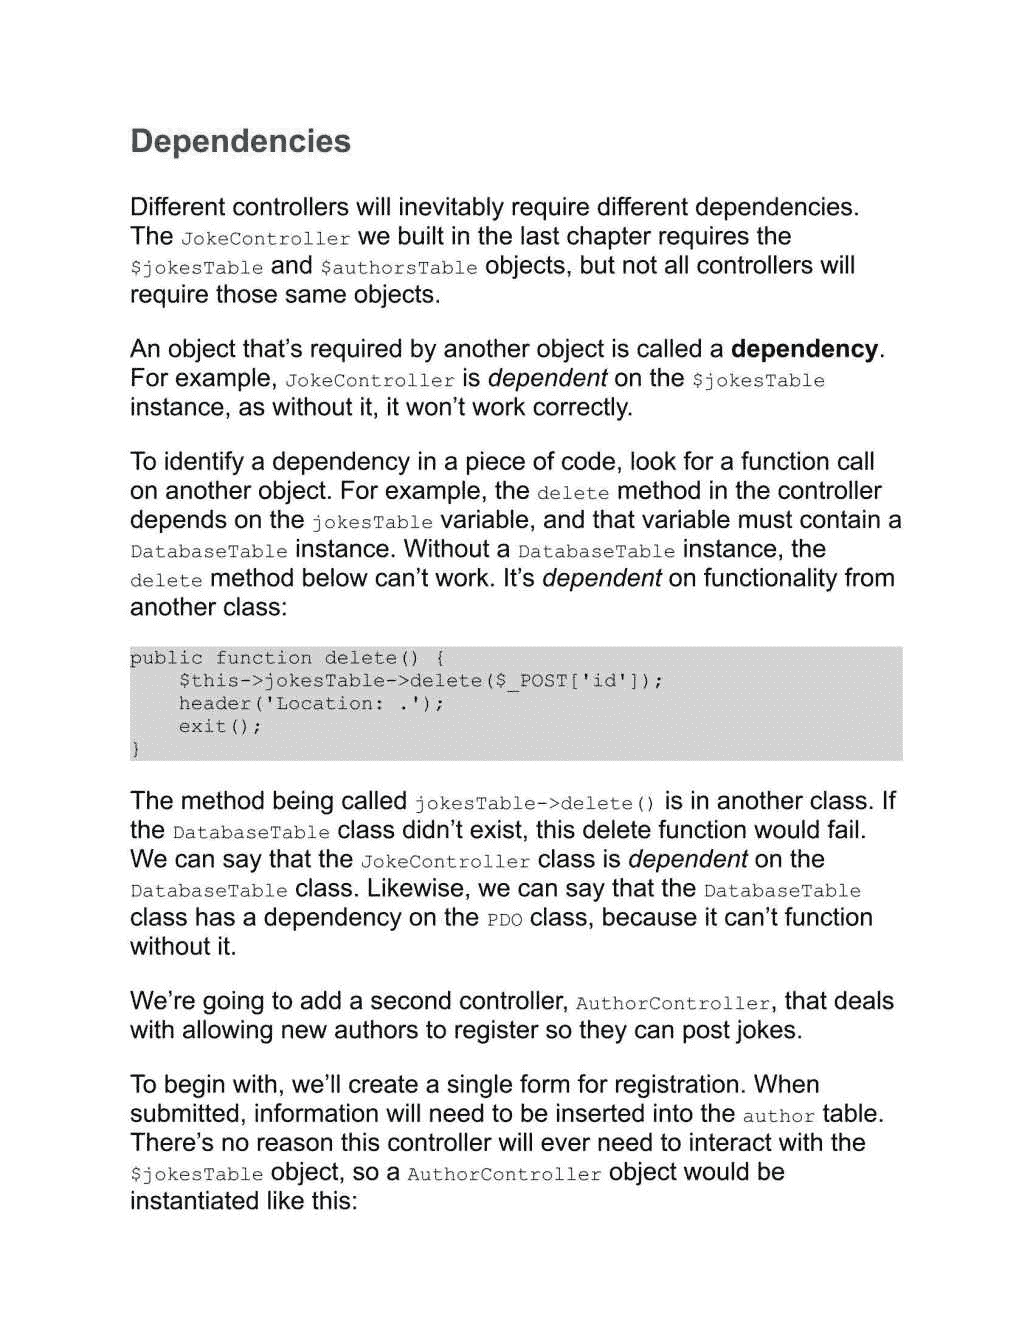 Dependencies
Different controllers will inevitably require different dependencies.
The JokeController we built in the last chapter requires the
$jokesTable and $authorsTable objects, but not all controllers will
require those same objects.
An object that’s required by another object is called a dependency.
For example, JokeController is dependent on the $jokesTable
instance, as without it, it won’t work correctly.
To identify a dependency in a piece of code, look for a function call
on another object. For example, the delete method in the controller
depends on the jokesTable variable, and that variable must contain a
DatabaseTable instance. Without a DatabaseTable instance, the
delete method below can’t work. It’s dependent on functionality from
another class:
public function delete() {
    $this->jokesTable->delete($_POST['id']);
    header('Location: .');
    exit();
}
The method being called jokesTable->delete() is in another class. If
the DatabaseTable class didn’t exist, this delete function would fail.
We can say that the JokeController class is dependent on the
DatabaseTable class. Likewise, we can say that the DatabaseTable
class has a dependency on the PDO class, because it can’t function
without it.
We’re going to add a second controller, AuthorController, that deals
with allowing new authors to register so they can post jokes.
To begin with, we’ll create a single form for registration. When
submitted, information will need to be inserted into the author table.
There’s no reason this controller will ever need to interact with the
$jokesTable object, so a AuthorController object would be
instantiated like this: